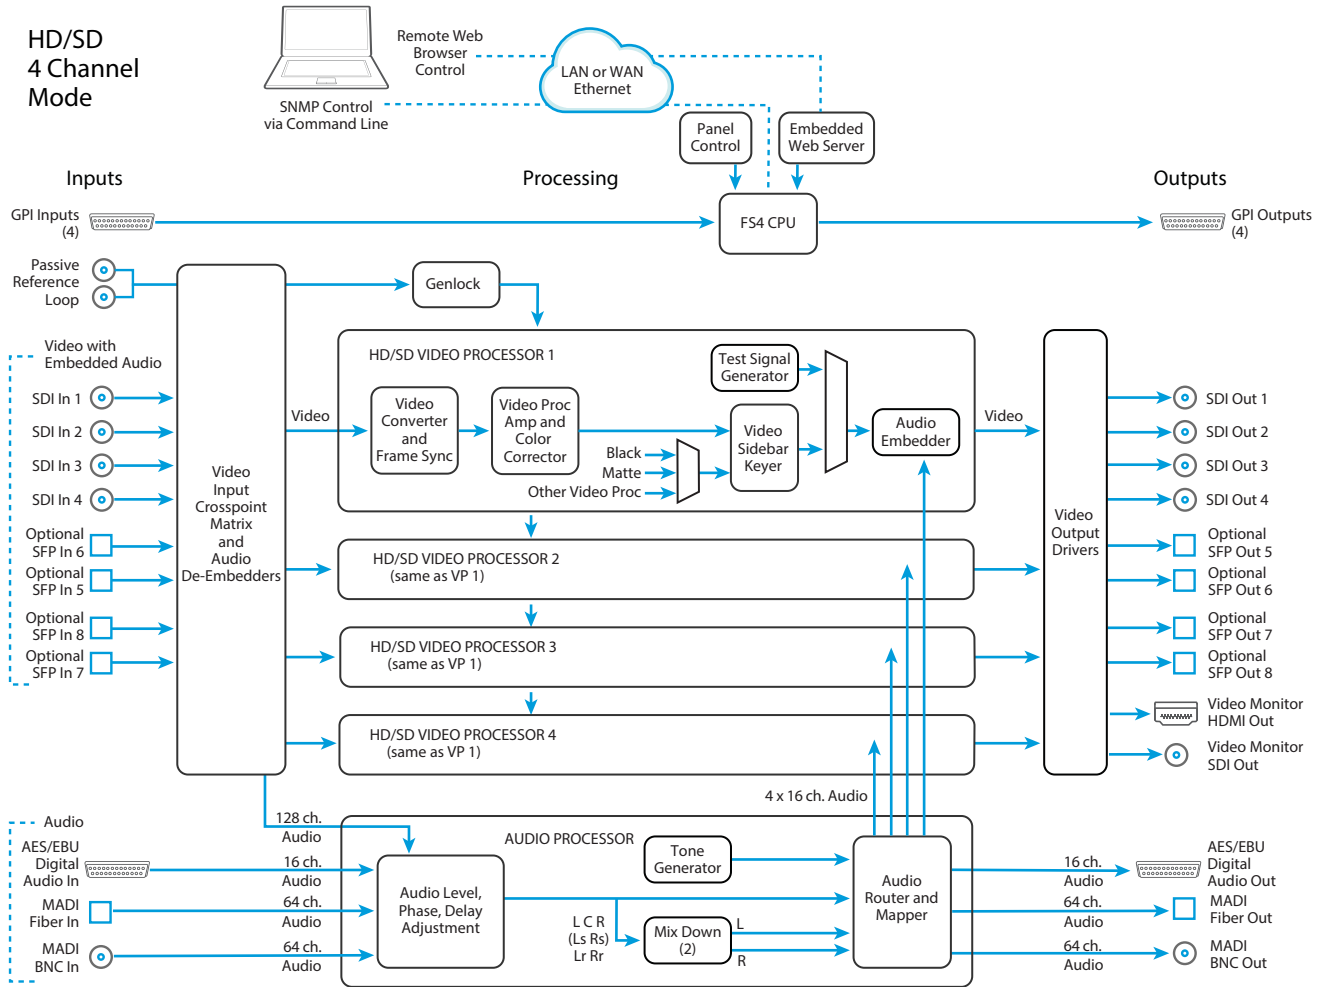 HD/SD
4 Channel
Mode
Remote Web
Browser
Control
SNMP Control
via Command Line
LAN or WAN
Ethernet
Panel
Control
Embedded
Web Server
Inputs
Processing
Outputs
GPI Inputs
(4)
FS4 CPU
GPI Outputs
(4)
Passive
Reference
Loop
Genlock
Video with
Embedded Audio
SDI In 1
SDI In 2
SDI In 3
SDI In 4
Optional
SFP In 6
Optional
SFP In 5
Optional
SFP In 8
Optional
SFP In 7
Video
Input
Crosspoint
Matrix
and
Audio
De-Embedders
Video
HD/SD VIDEO PROCESSOR 1
Video
Converter
and
Frame Sync
Video Proc
Amp and
Color
Corrector
Test Signal
Generator
Black
Matte
Other Video Proc
Video
Sidebar
Keyer
Audio
Embedder
Video
HD/SD VIDEO PROCESSOR 2
(same as VP 1)
HD/SD VIDEO PROCESSOR 3
(same as VP 1)
HD/SD VIDEO PROCESSOR 4
(same as VP 1)
Video
Output
Drivers
SDI Out 1
SDI Out 2
SDI Out 3
SDI Out 4
Optional
SFP Out 5
Optional
SFP Out 6
Optional
SFP Out 7
Optional
SFP Out 8
Video Monitor
HDMI Out
Video Monitor
SDI Out
4 x 16 ch. Audio
Audio
AES/EBU
Digital
Audio In
MADI
Fiber In
MADI
BNC In
128 ch.
Audio
16 ch.
Audio
64 ch.
Audio
64 ch.
Audio
AUDIO PROCESSOR
Audio Level,
Phase, Delay
Adjustment
Tone
Generator
L C R
(Ls Rs)
Lr Rr
Mix Down
(2)
L
R
Audio
Router and
Mapper
16 ch.
Audio
64 ch.
Audio
64 ch.
Audio
AES/EBU
Digital
Audio Out
MADI
Fiber Out
MADI
BNC Out